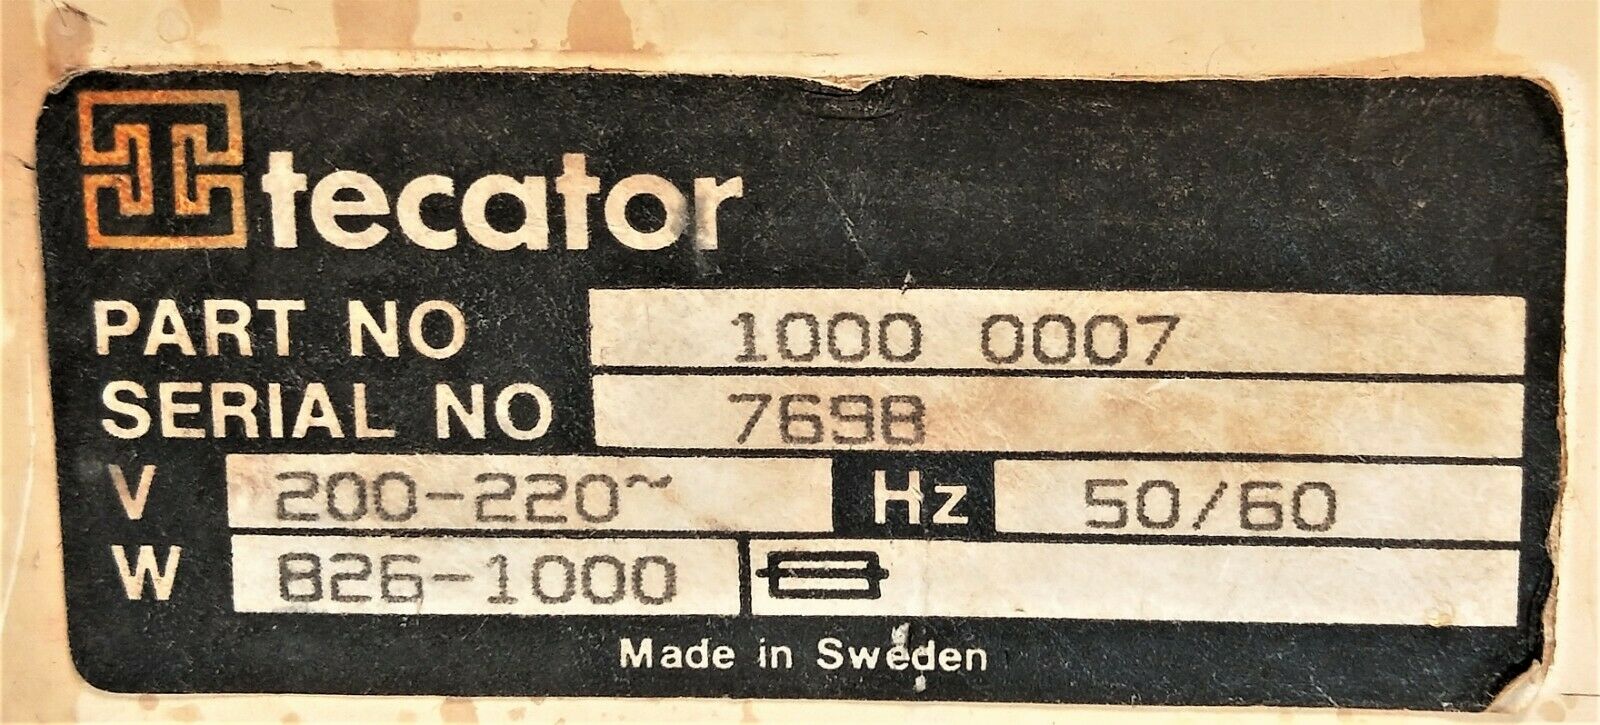 tecator
PART NO 1000 0007
SERIAL NO 7698
V 200-220~ Hz 50/60
W 826-1000
Made in Sweden